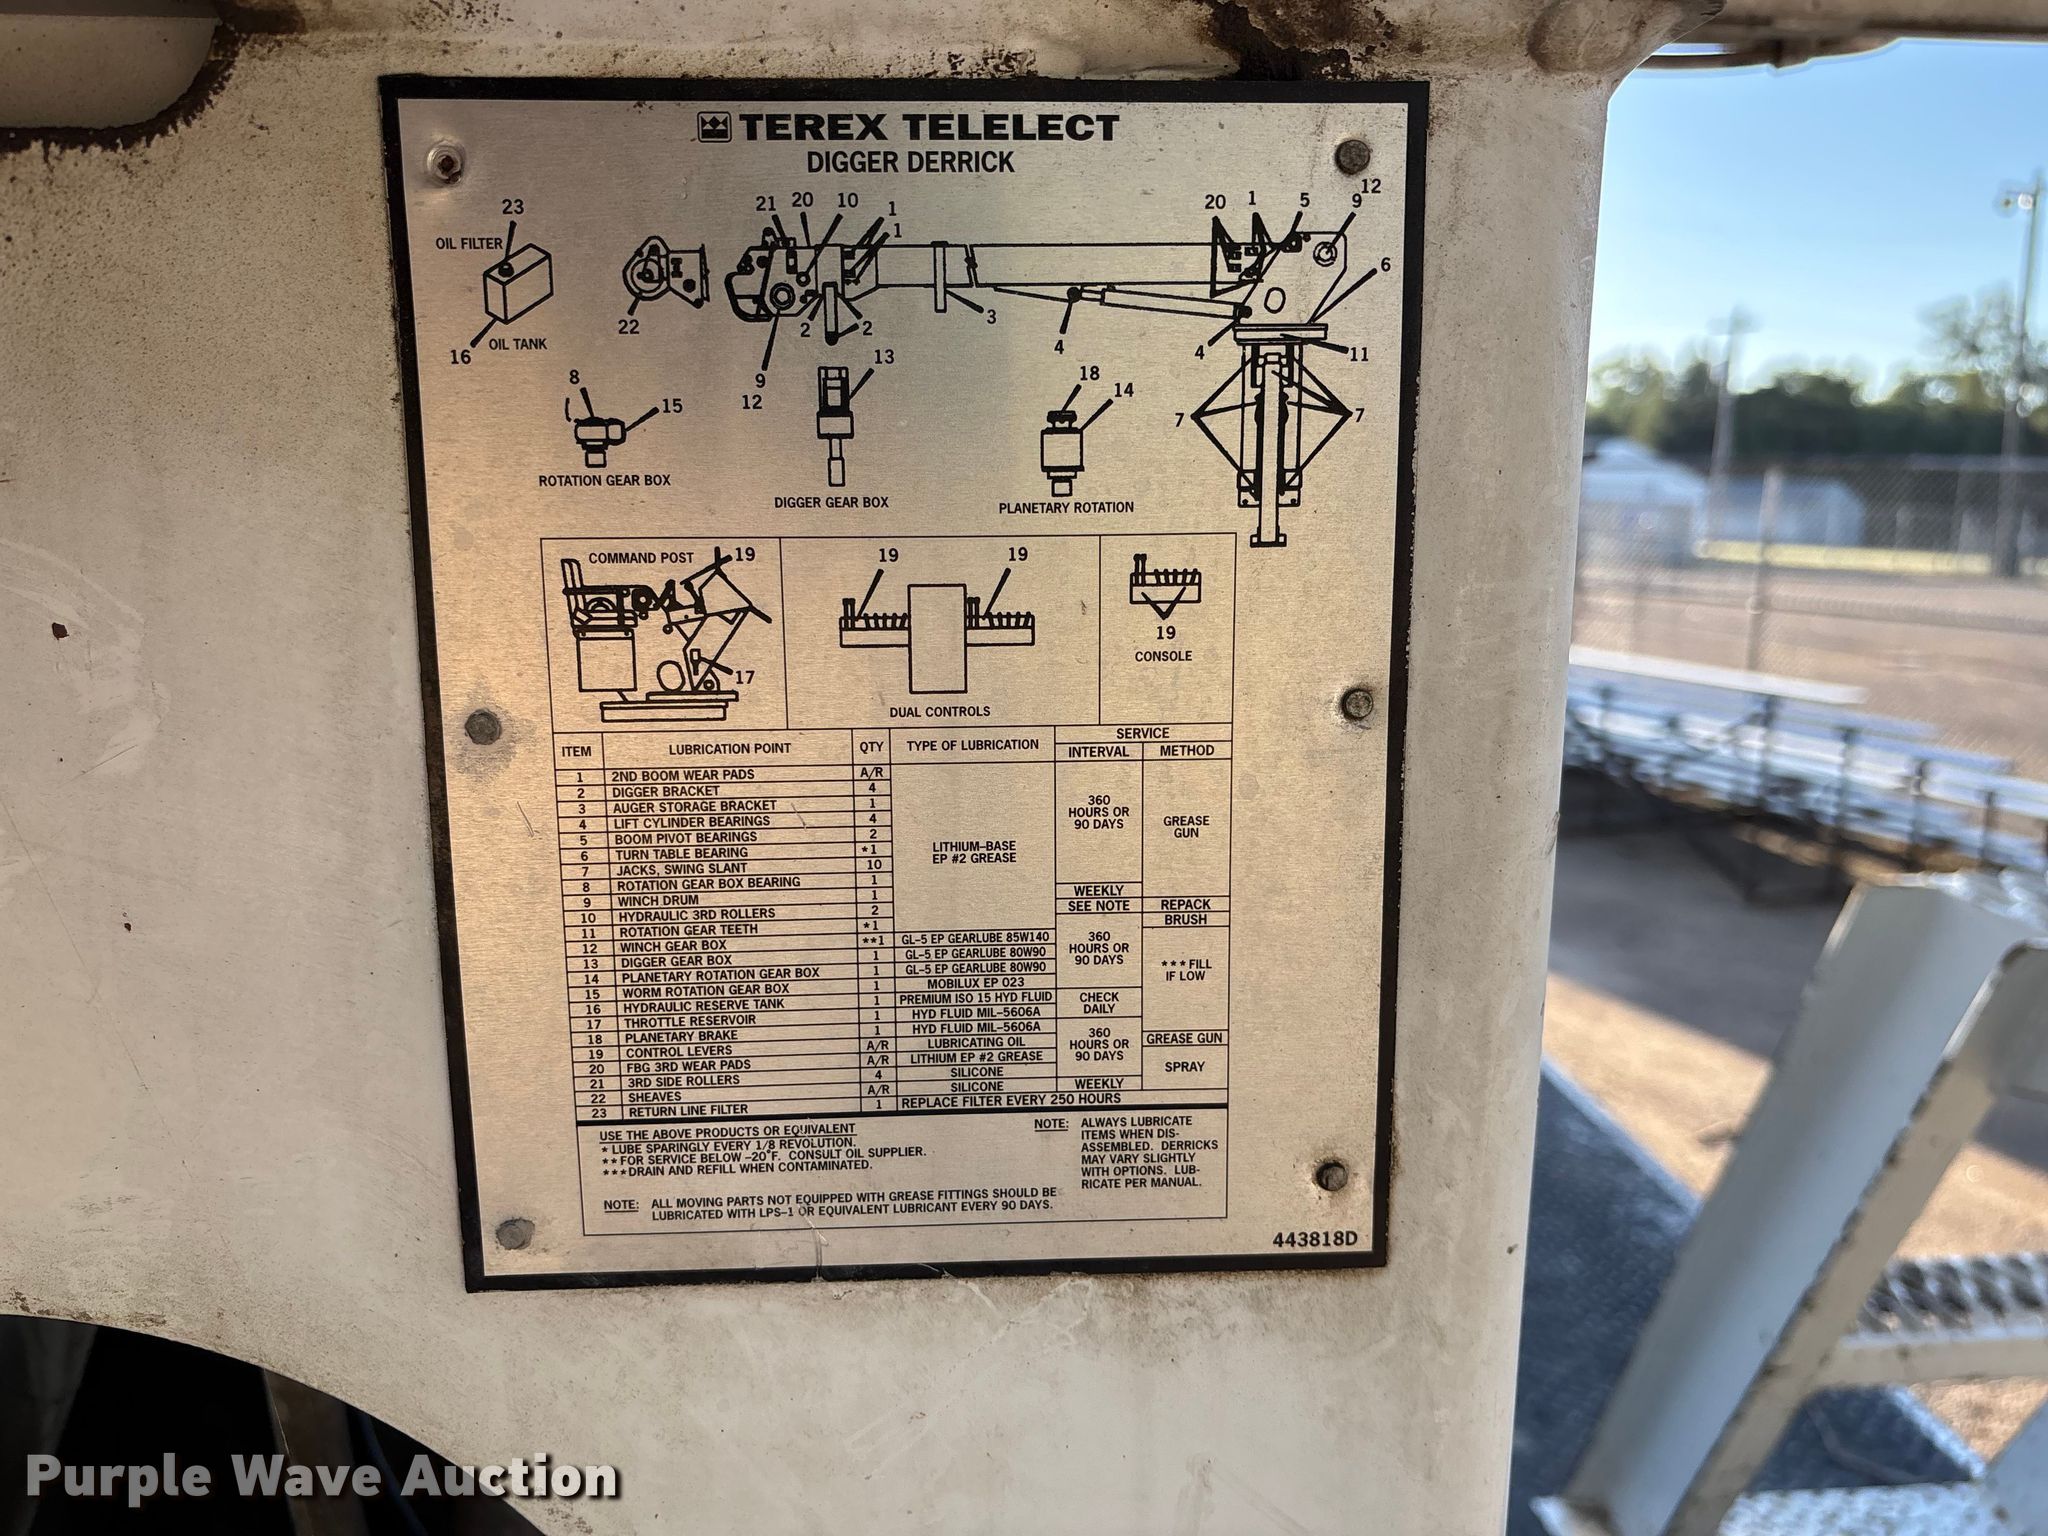 TEREX TELELECT
DIGGER DERRICK
23
OIL FILTER
16
OIL TANK
22
21 20 10 1
1
2 2
9
12
3
4
20 1 5 9 12
6
4
11
7 7
8
15
ROTATION GEAR BOX
13
DIGGER GEAR BOX
18
14
PLANETARY ROTATION
COMMAND POST
19
17
19 19
DUAL CONTROLS
19
CONSOLE
ITEM LUBRICATION POINT QTY TYPE OF LUBRICATION SERVICE
INTERVAL METHOD
1 2ND BOOM WEAR PADS A/R
2 DIGGER BRACKET 4
3 AUGER STORAGE BRACKET 1
4 LIFT CYLINDER BEARINGS 4
5 BOOM PIVOT BEARINGS 2
6 TURN TABLE BEARING *1
7 JACKS, SWING SLANT 10
8 ROTATION GEAR BOX BEARING 1
9 WINCH DRUM 1
10 HYDRAULIC 3RD ROLLERS 2
11 ROTATION GEAR TEETH *1
12 WINCH GEAR BOX **1
13 DIGGER GEAR BOX 1
14 PLANETARY ROTATION GEAR BOX 1
15 WORM ROTATION GEAR BOX 1
16 HYDRAULIC RESERVE TANK 1
17 THROTTLE RESERVOIR 1
18 PLANETARY BRAKE 1
19 CONTROL LEVERS A/R
20 FBG 3RD WEAR PADS A/R
21 3RD SIDE ROLLERS 4
22 SHEAVES A/R
23 RETURN LINE FILTER 1
LITHIUM-BASE
EP #2 GREASE
GL-5 EP GEARLUBE 85W140
GL-5 EP GEARLUBE 80W90
GL-5 EP GEARLUBE 80W90
MOBILUX EP 023
PREMIUM ISO 15 HYD FLUID
HYD FLUID MIL-5606A
HYD FLUID MIL-5606A
LUBRICATING OIL
LITHIUM EP #2 GREASE
SILICONE
SILICONE
REPLACE FILTER EVERY 250 HOURS
360
HOURS OR
90 DAYS
WEEKLY
SEE NOTE
360
HOURS OR
90 DAYS
CHECK
DAILY
360
HOURS OR
90 DAYS
WEEKLY
GREASE
GUN
REPACK
BRUSH
***FILL
IF LOW
GREASE GUN
SPRAY
USE THE ABOVE PRODUCTS OR EQUIVALENT
* LUBE SPARINGLY EVERY 1/8 REVOLUTION.
**FOR SERVICE BELOW -20°F. CONSULT OIL SUPPLIER.
***DRAIN AND REFILL WHEN CONTAMINATED.
NOTE: ALWAYS LUBRICATE
ITEMS WHEN DIS-
ASSEMBLED. DERRICKS
MAY VARY SLIGHTLY
WITH OPTIONS. LUB-
RICATE PER MANUAL.
NOTE: ALL MOVING PARTS NOT EQUIPPED WITH GREASE FITTINGS SHOULD BE
LUBRICATED WITH LPS-1 OR EQUIVALENT LUBRICANT EVERY 90 DAYS.
443818D
Purple Wave Auction